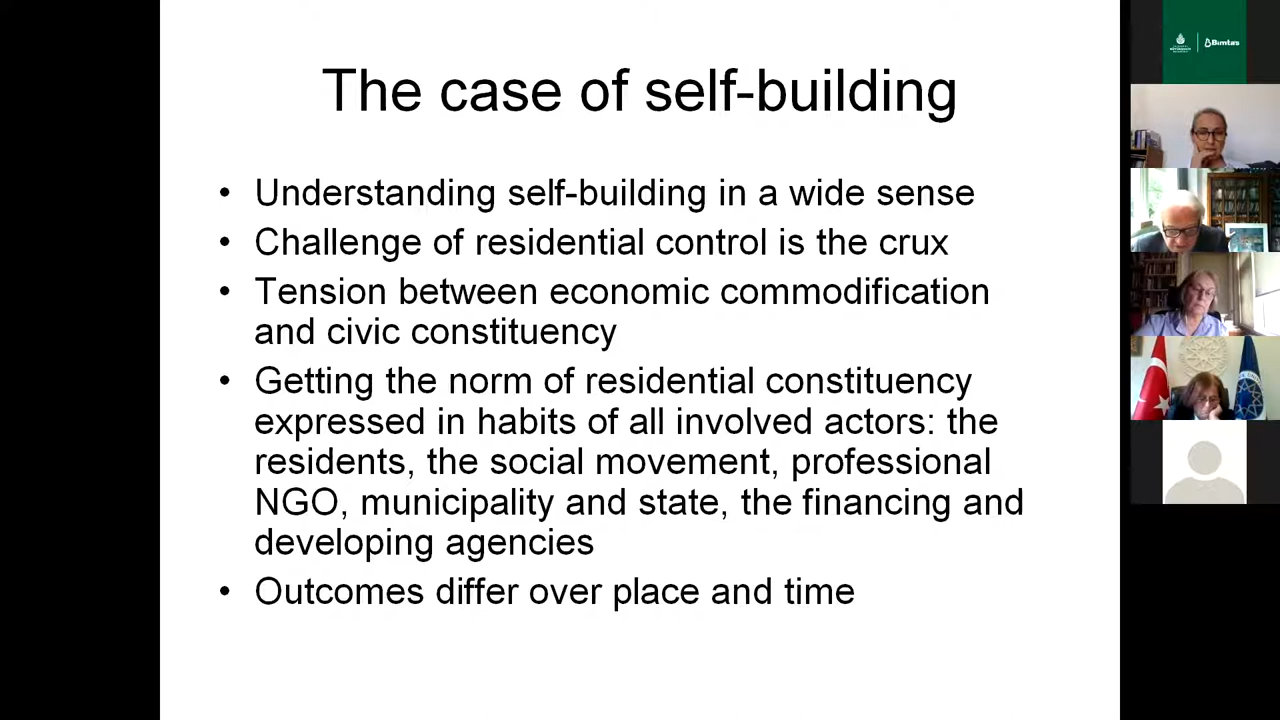 The case of self-building
• Understanding self-building in a wide sense
• Challenge of residential control is the crux
• Tension between economic commodification
and civic constituency
• Getting the norm of residential constituency
expressed in habits of all involved actors: the
residents, the social movement, professional
NGO, municipality and state, the financing and
developing agencies
• Outcomes differ over place and time
Bimtaş